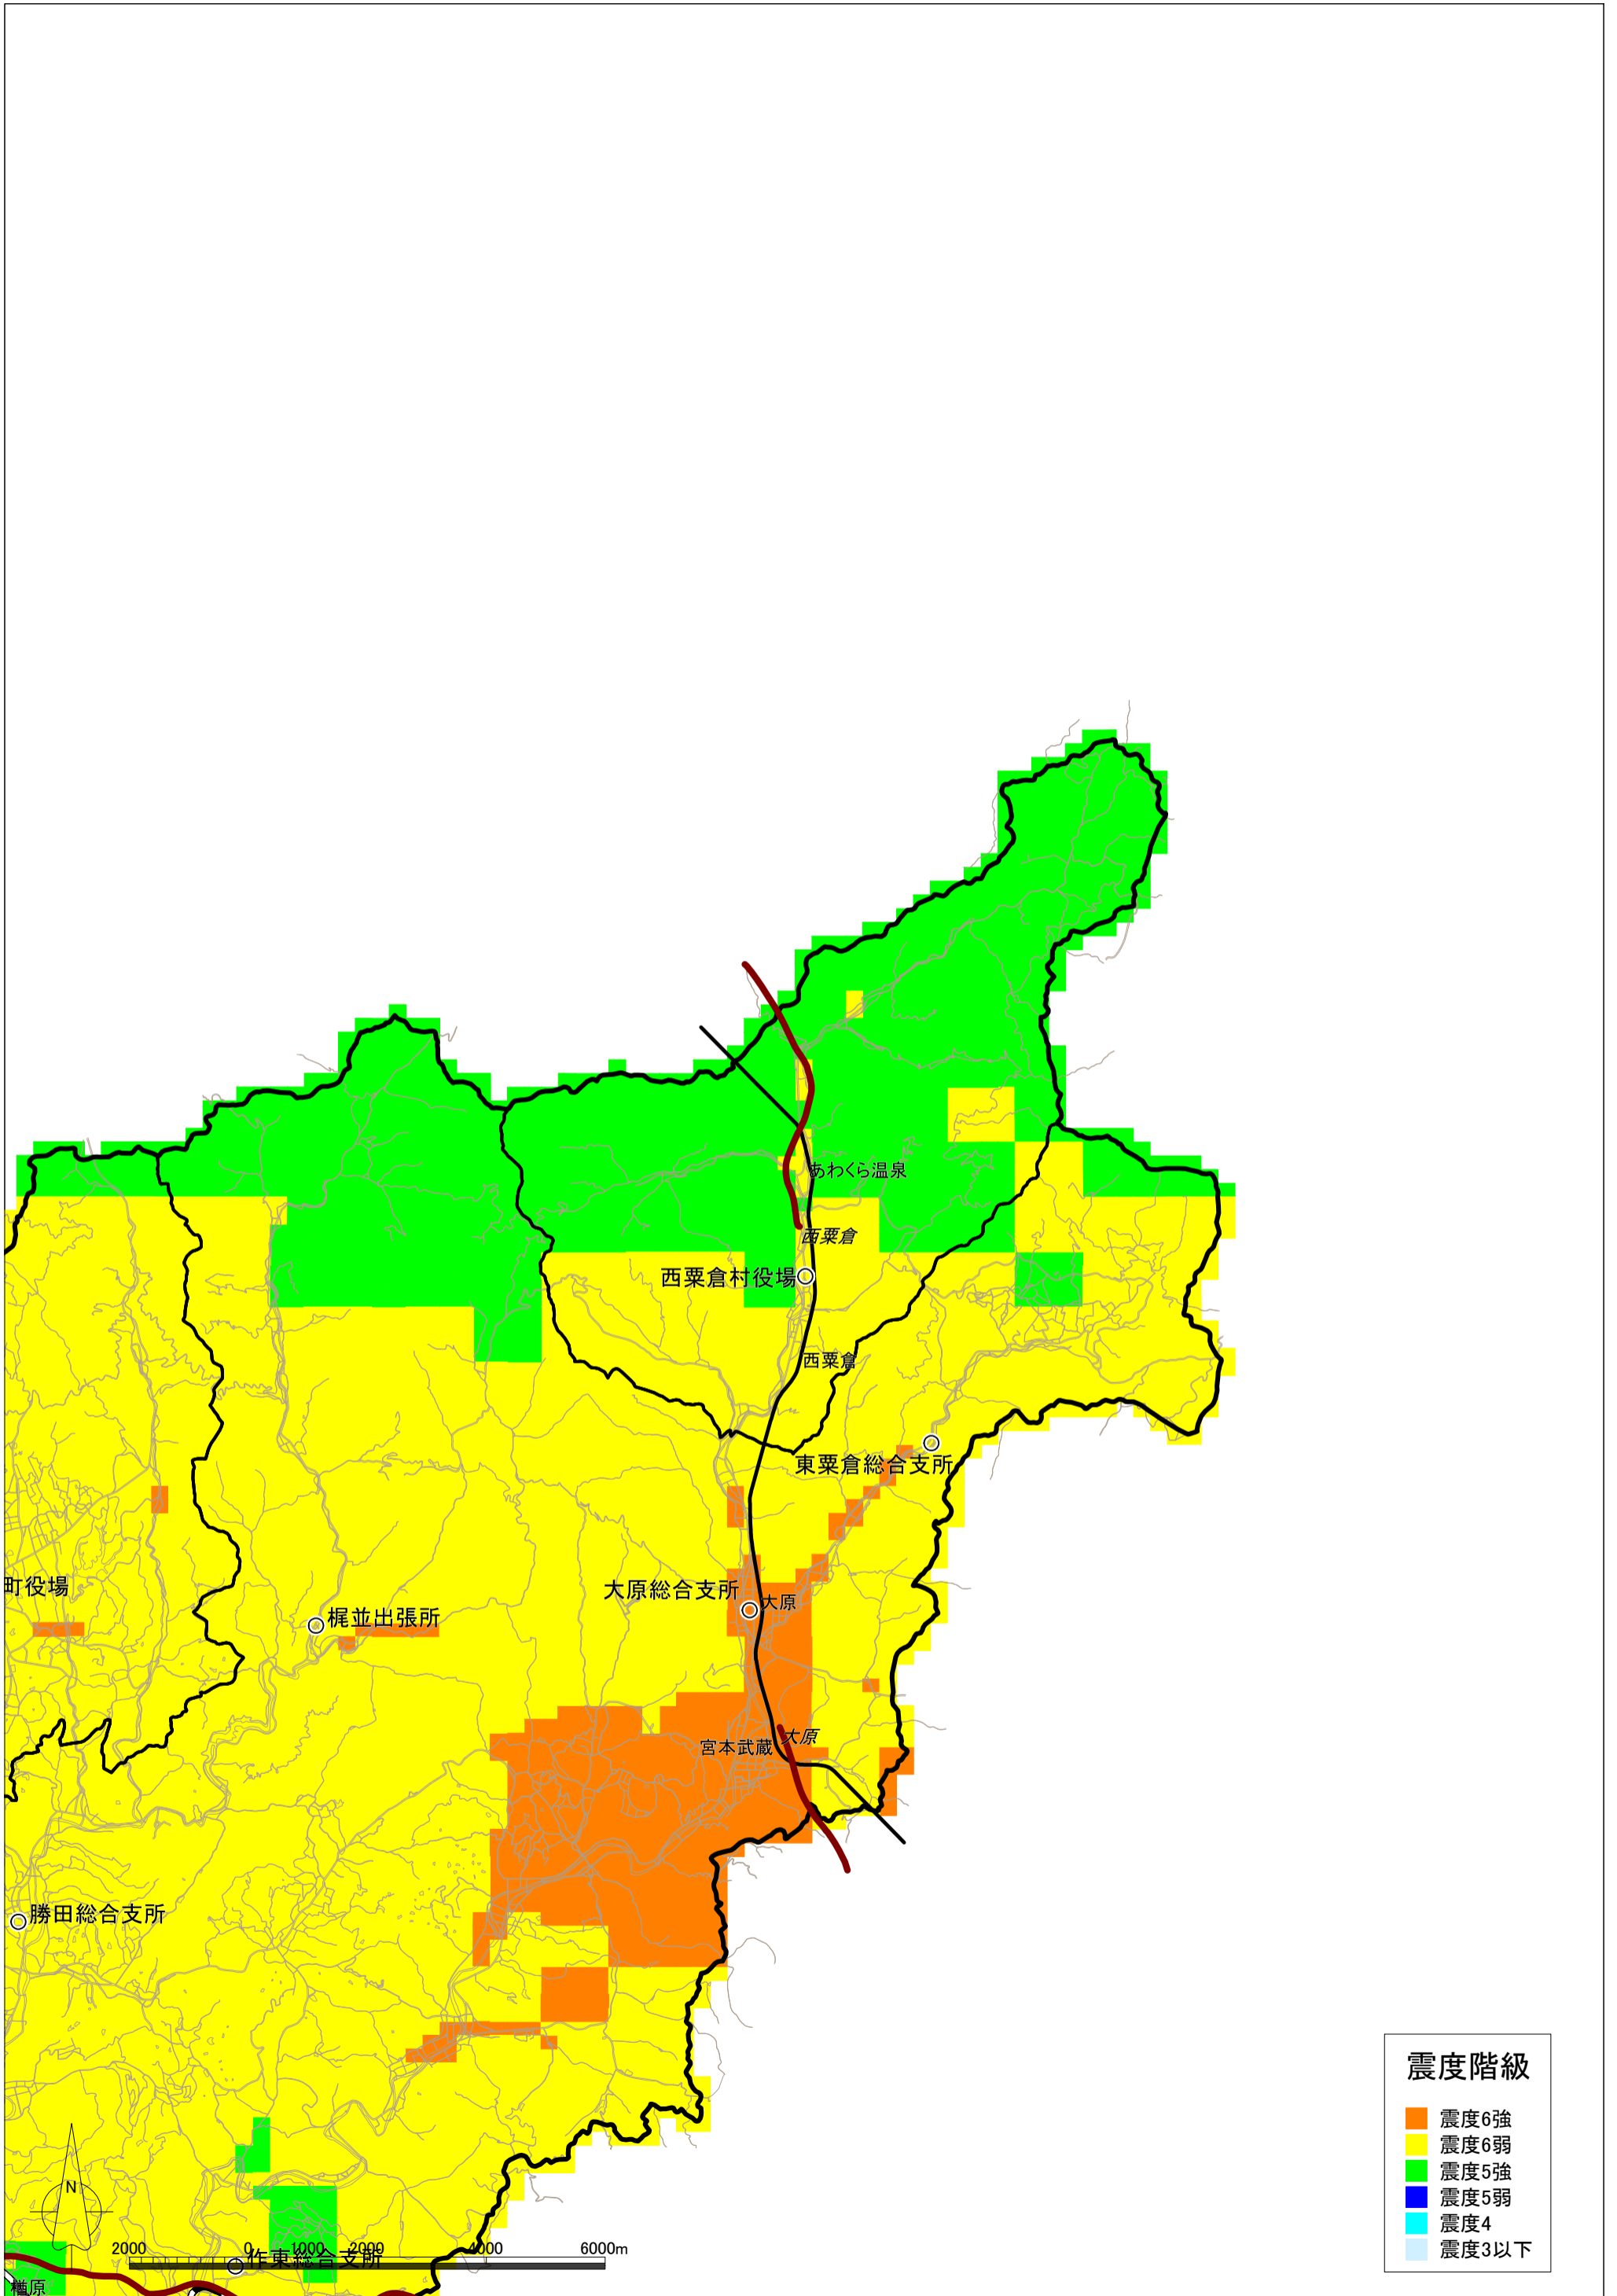 あわくら温泉
西粟倉
西粟倉村役場
西粟倉
東粟倉総合支所
町役場
大原総合支所
大原
梶並出張所
大原
宮本武蔵
勝田総合支所
震度階級
震度6強
震度6弱
震度5強
震度5弱
震度4
震度3以下
N
2000 0 1000 2000 4000 6000m
作東総合支所
楢原